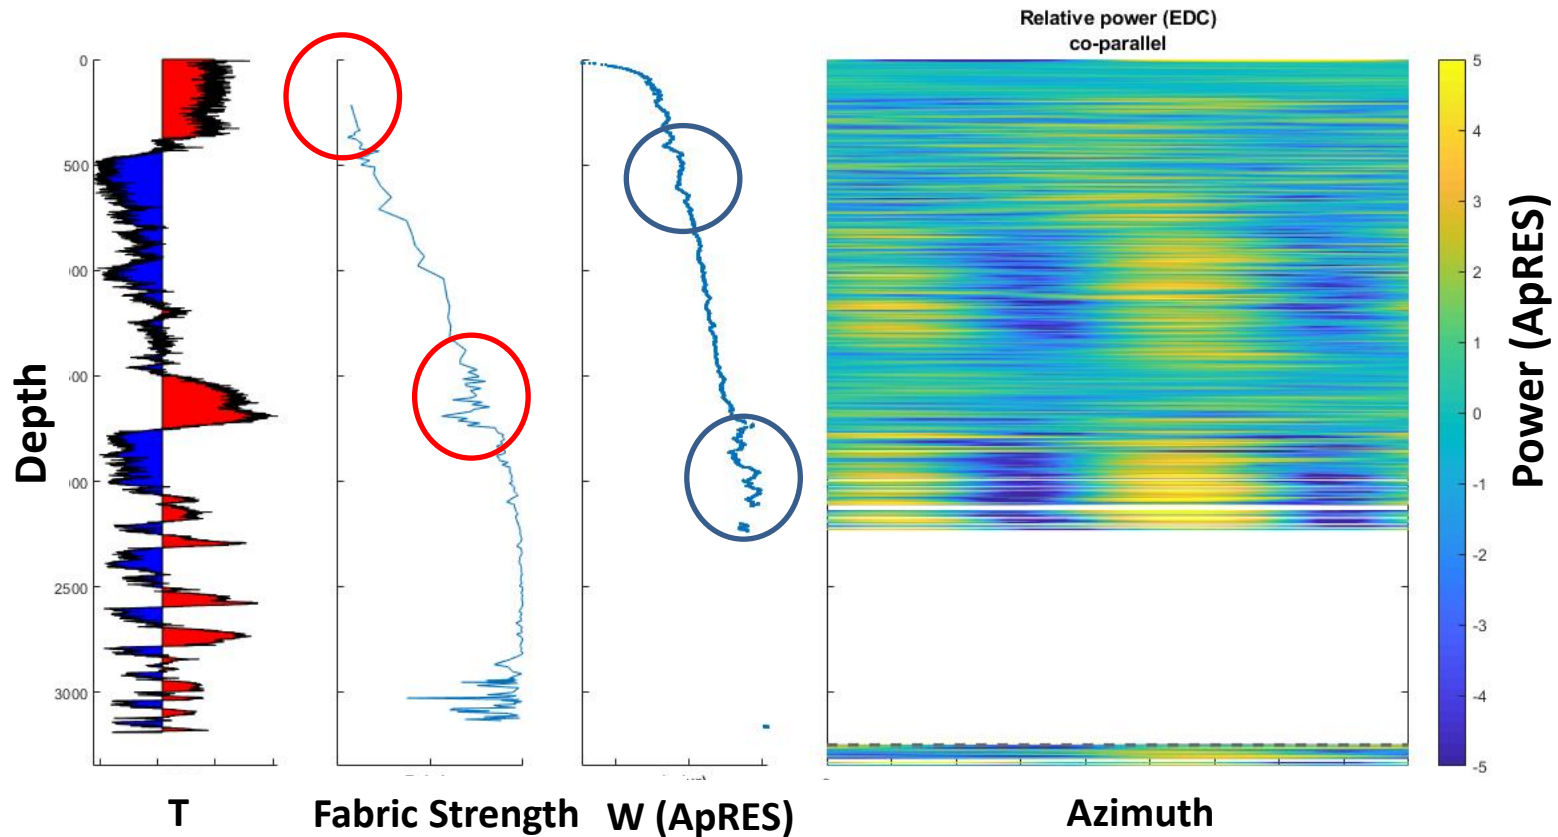 Relative power (EDC)
co-parallel
0
500
2500
3000
5
4
3
2
1
0
-1
-2
-3
-4
-5
Depth
Power (ApRES)
T
Fabric Strength
W (ApRES)
Azimuth